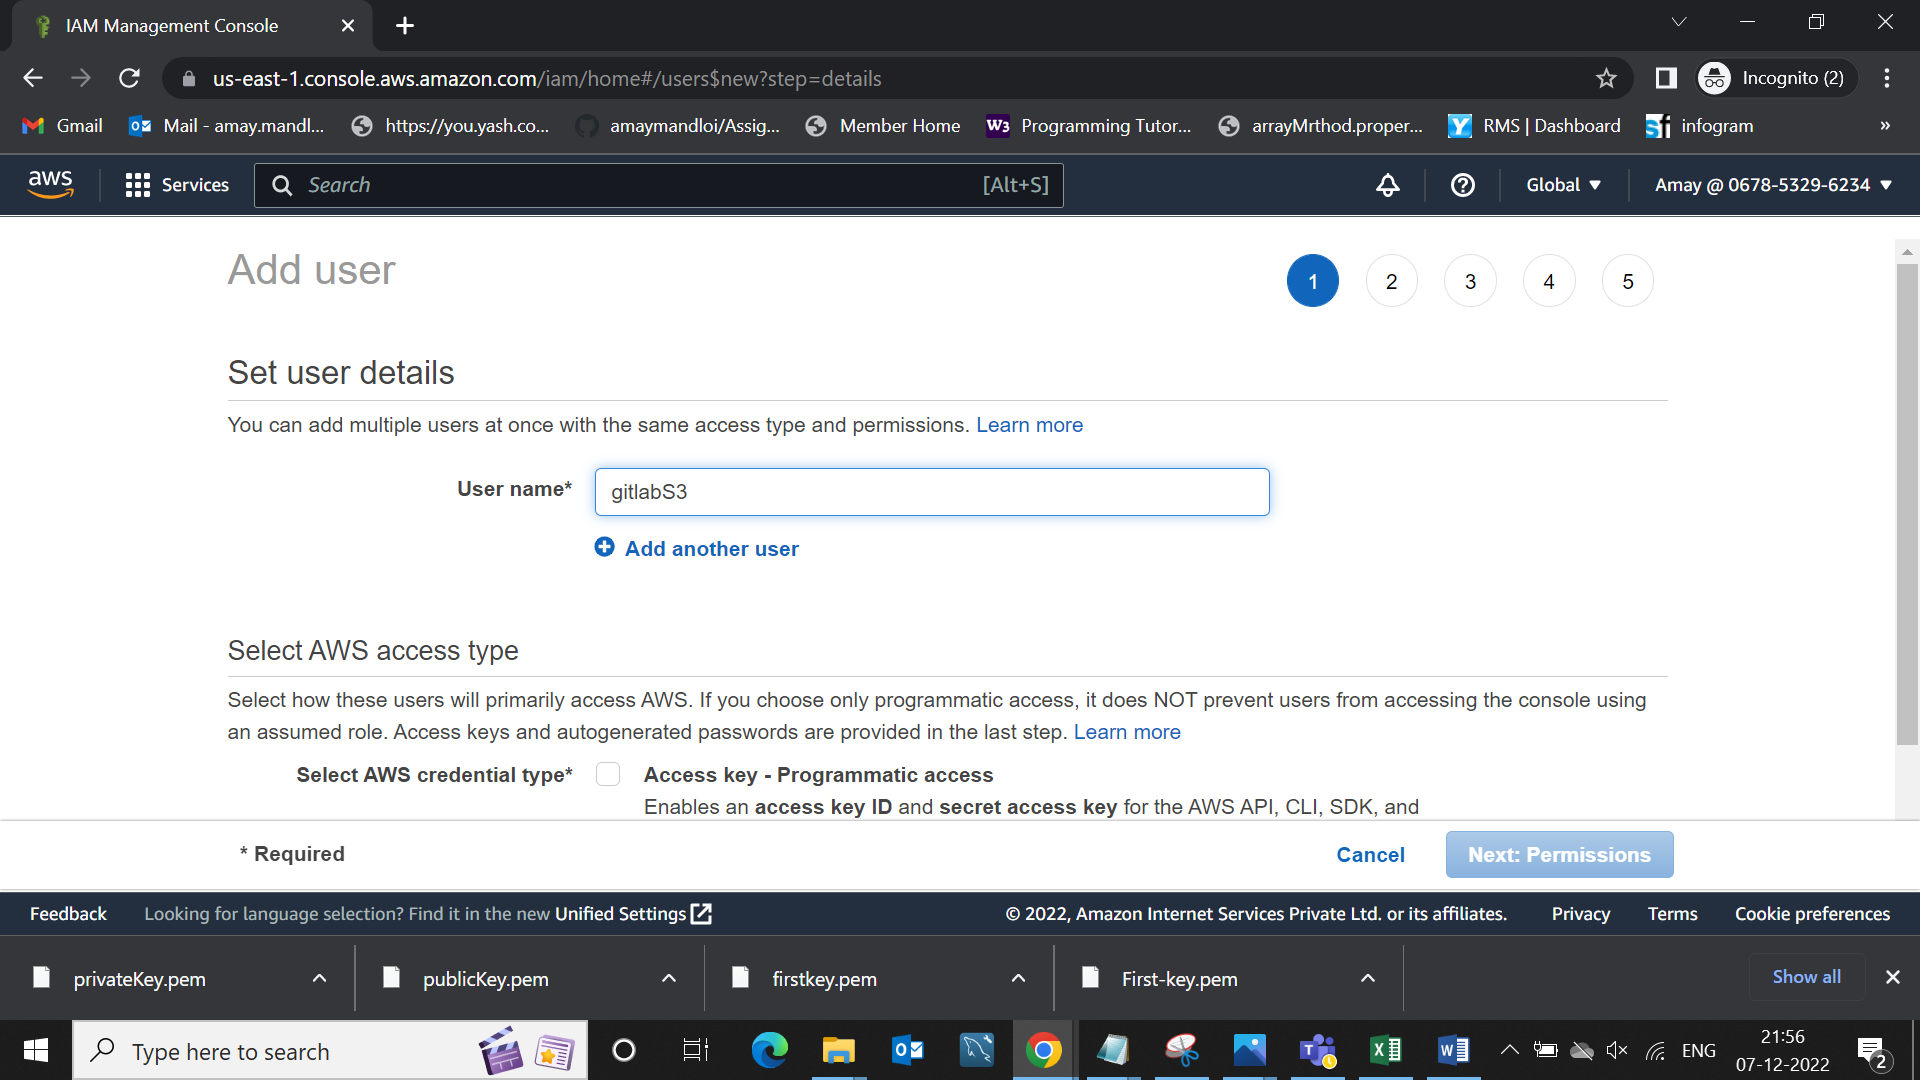 IAM Management Console
us-east-1.console.aws.amazon.com/iam/home#/users$new?step=details
Incognito (2)
Gmail
Mail - amay.mandl...
https://you.yash.co...
amaymandloi/Assig...
Member Home
W3
Programming Tutor...
arrayMrthod.proper...
Y
RMS | Dashboard
infogram
»
aws
Services
Search
[Alt+S]
Global
Amay @ 0678-5329-6234
Add user
1
2
3
4
5
Set user details
You can add multiple users at once with the same access type and permissions. Learn more
User name*
gitlabS3
Add another user
Select AWS access type
Select how these users will primarily access AWS. If you choose only programmatic access, it does NOT prevent users from accessing the console using
an assumed role. Access keys and autogenerated passwords are provided in the last step. Learn more
Select AWS credential type*
Access key - Programmatic access
Enables an access key ID and secret access key for the AWS API, CLI, SDK, and
* Required
Cancel
Next: Permissions
Feedback
Looking for language selection? Find it in the new Unified Settings
© 2022, Amazon Internet Services Private Ltd. or its affiliates.
Privacy
Terms
Cookie preferences
privateKey.pem
publicKey.pem
firstkey.pem
First-key.pem
Show all
Type here to search
ENG
21:56
07-12-2022
2